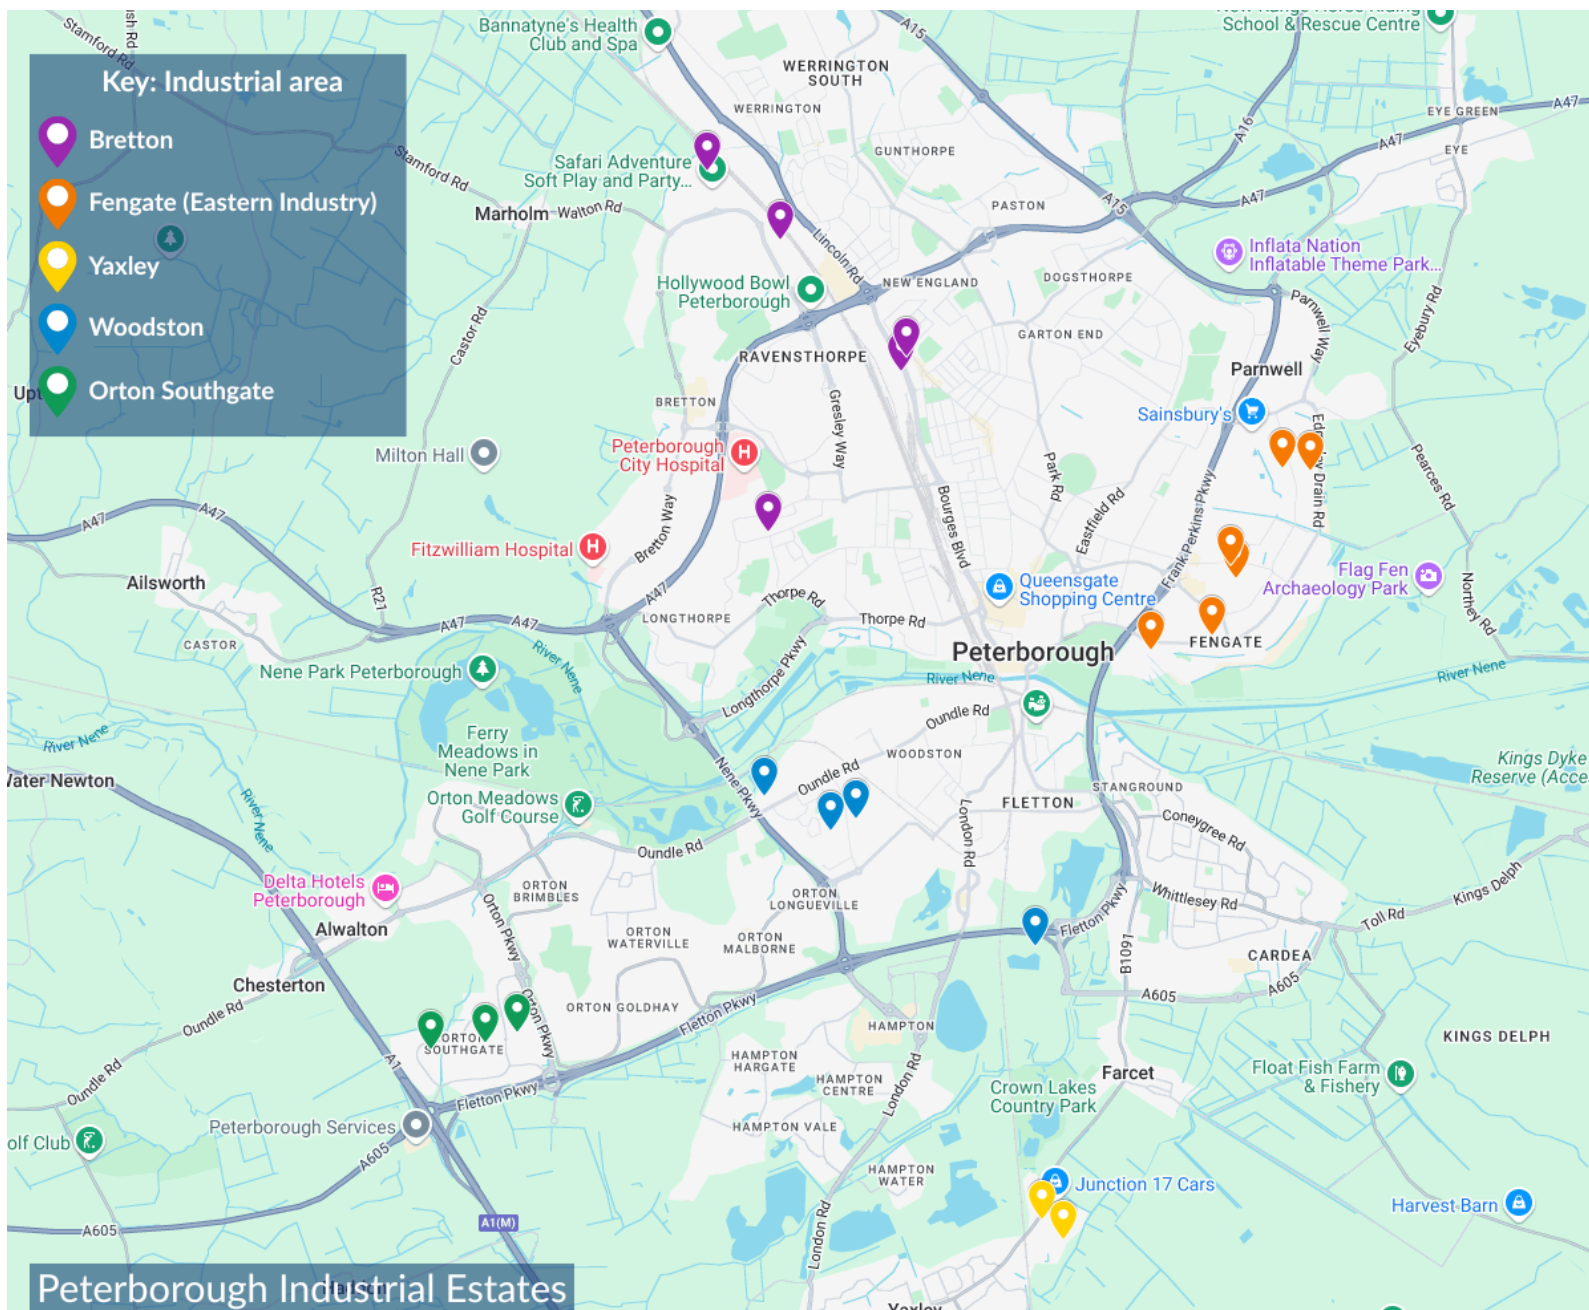 Key: Industrial area
Bretton
Fengate (Eastern Industry)
Yaxley
Woodston
Orton Southgate
Stamford Rd
Bannatyne's Health
Club and Spa
A15
School & Rescue Centre
WERRINGTON
SOUTH
WERRINGTON
A47
EYE GREEN
A16
A47
EYE
GUNTHORPE
Stamford Rd
Safari Adventure
Soft Play and Party...
Marholm
Walton Rd
A15
A47
PASTON
Lincoln Rd
Inflata Nation
Inflatable Theme Park...
Hollywood Bowl
Peterborough
NEW ENGLAND
DOGSTHORPE
Parnwell Way
Eyebury Rd
Castor Rd
GARTON END
RAVENSTHORPE
Parnwell
BRETTON
Gresley Way
Sainsbury's
Milton Hall
Peterborough
City Hospital
Park Rd
Drain Rd
Pearces Rd
Bretton Way
Bourges Blvd
Eastfield Rd
Frank Perkins Pkwy
A47
A47
Fitzwilliam Hospital
Ailsworth
R21
A47
Thorpe Rd
Queensgate
Shopping Centre
Flag Fen
Archaeology Park
Northey Rd
A47
A47
LONGTHORPE
Thorpe Rd
CASTOR
FENGATE
Peterborough
River Nene
Nene Park Peterborough
Longthorpe Pkwy
River Nene
River Nene
Oundle Rd
River Nene
Ferry
Meadows in
Nene Park
WOODSTON
Kings Dyke
Reserve (Acce
Water Newton
Nene Pkwy
Oundle Rd
STANGROUND
FLETTON
River Nene
Orton Meadows
Golf Course
Coneygree Rd
London Rd
Oundle Rd
Delta Hotels
Peterborough
ORTON
BRIMBLES
ORTON
LONGUEVILLE
Whittlesey Rd
Kings Delph
Toll Rd
Alwalton
Orton Pkwy
ORTON
WATERVILLE
ORTON
MALBORNE
Fletton Pkwy
B1091
CARDEA
Chesterton
A605
A605
Oundle Rd
Orton Pkwy
ORTON GOLDHAY
Fletton Pkwy
HAMPTON
ORTON
SOUTHGATE
KINGS DELPH
A1
HAMPTON
HARGATE
HAMPTON
CENTRE
London Rd
Farcet
Float Fish Farm
& Fishery
Oundle Rd
Fletton Pkwy
Crown Lakes
Country Park
Peterborough Services
HAMPTON VALE
olf Club
A605
HAMPTON
WATER
Junction 17 Cars
Harvest Barn
A605
A1(M)
London Rd
Peterborough Industrial Estates
Yaxley